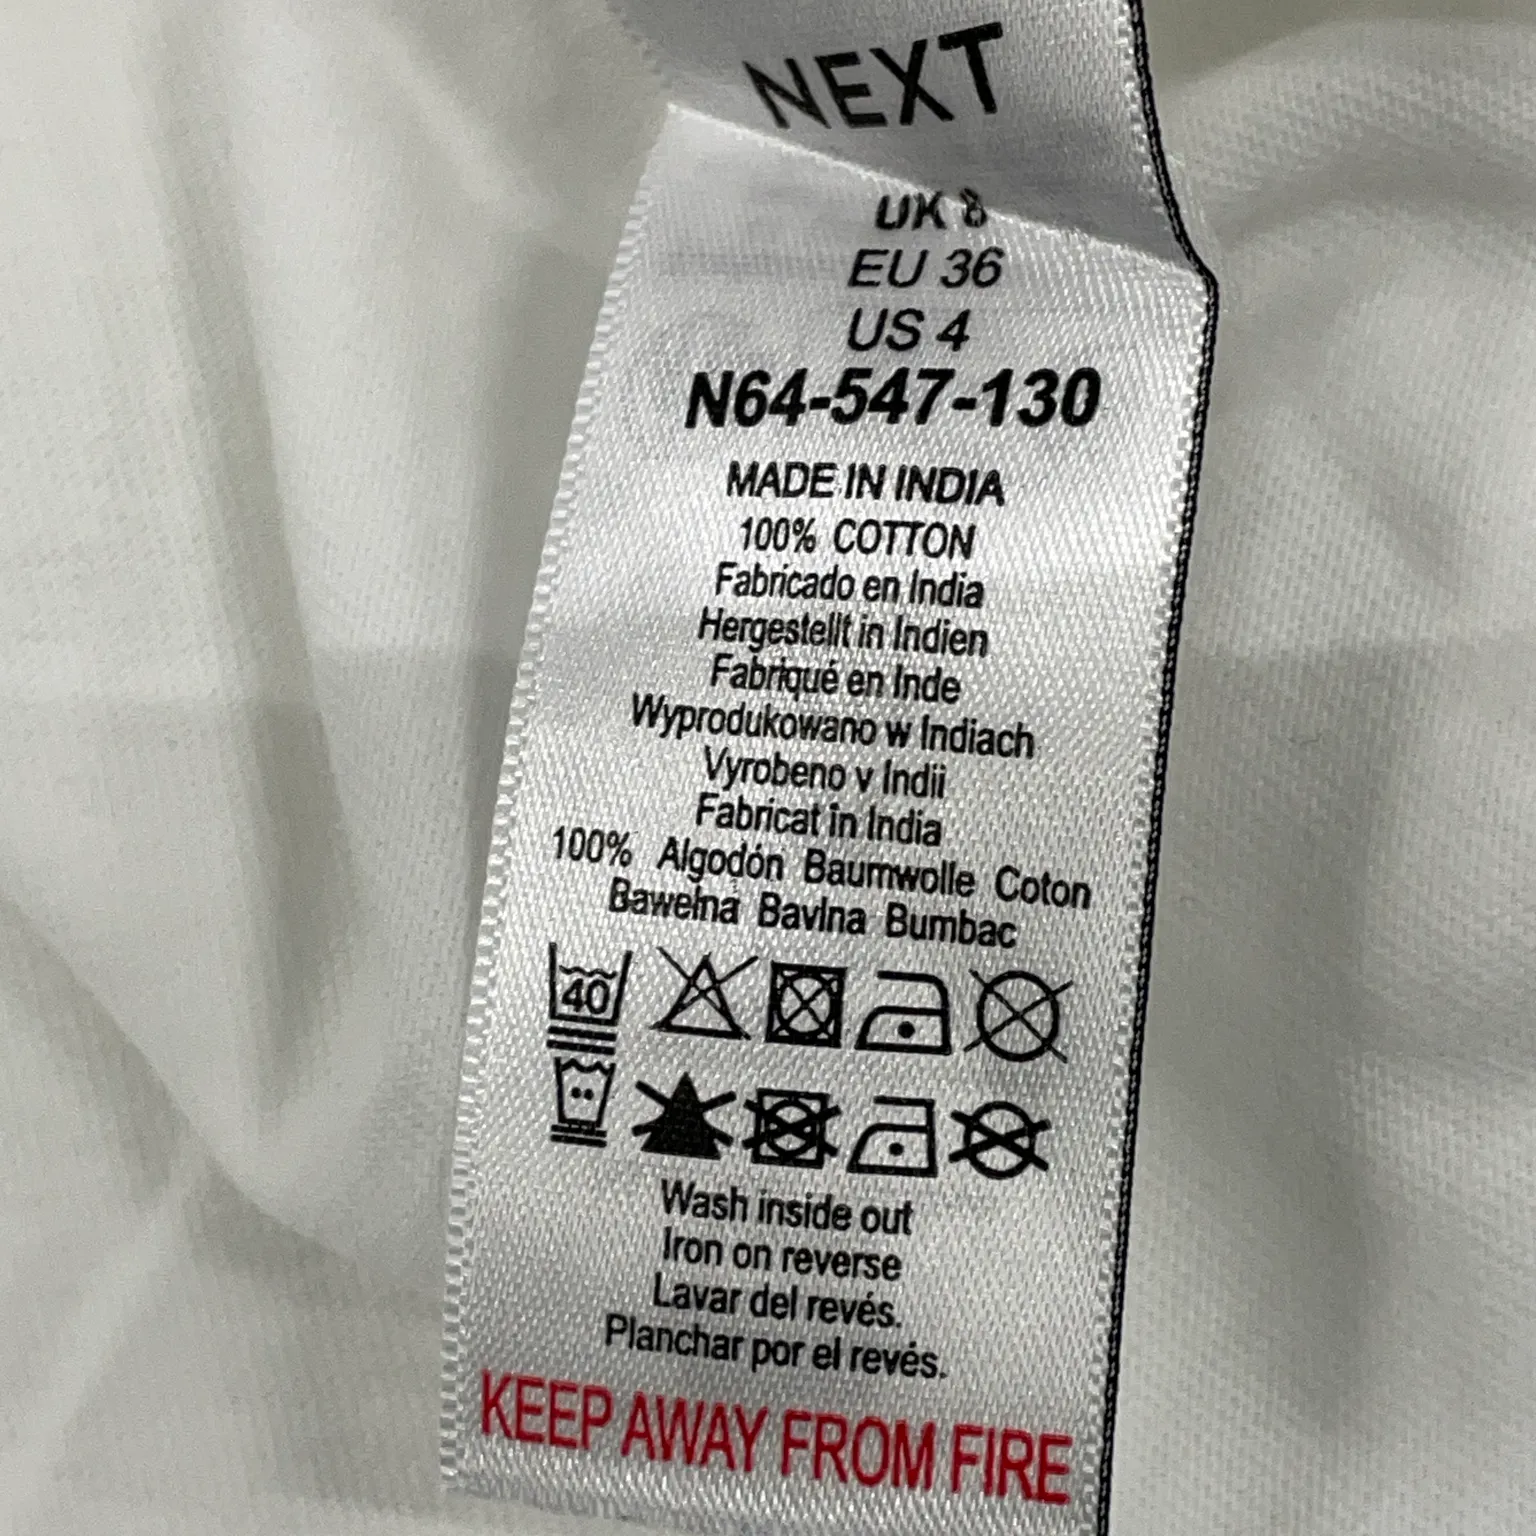 NEXT
UK 8
EU 36
US 4
N64-547-130
MADE IN INDIA
100% COTTON
Fabricado en India
Hergestellt in Indien
Fabriqué en Inde
Wyprodukowano w Indiach
Vyrobeno v Indii
Fabricat in India
100% Algodón Baumwolle Coton
Bawełna Bavlna Bumbac
40
Wash inside out
Iron on reverse
Lavar del revés.
Planchar por el revés.
KEEP AWAY FROM FIRE